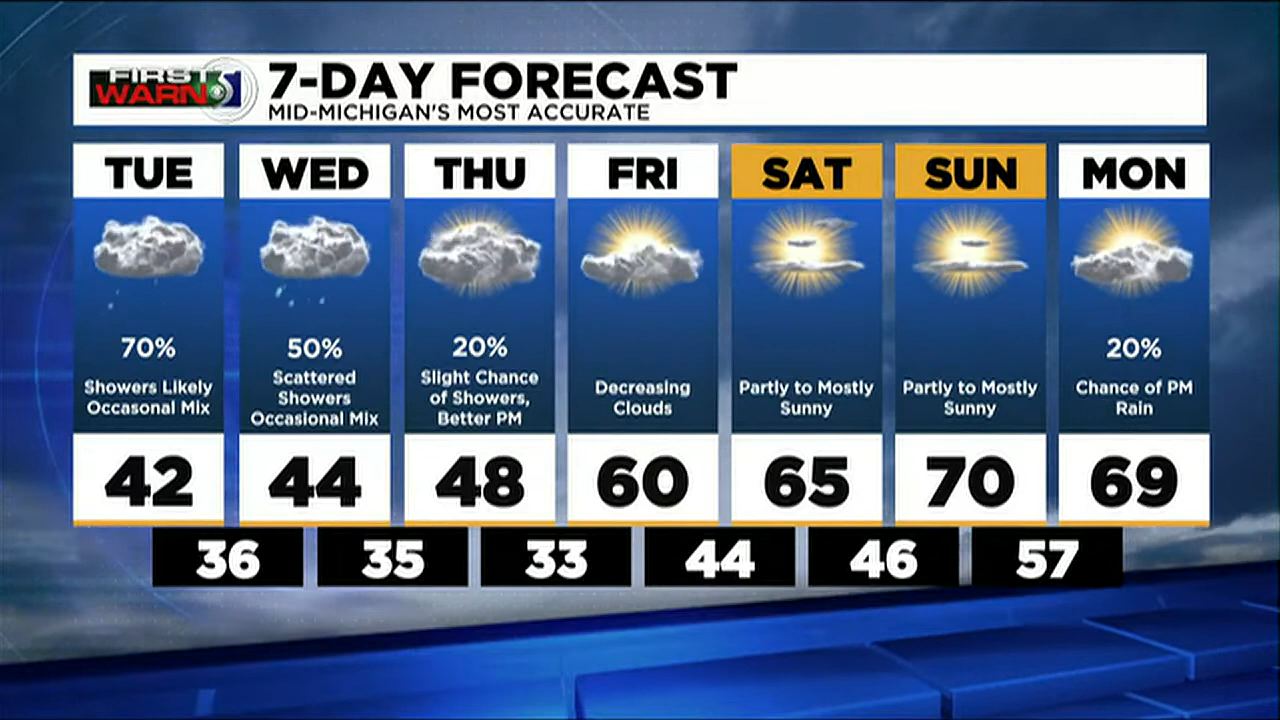 FIRST
WARN 5
7-DAY FORECAST
MID-MICHIGAN'S MOST ACCURATE
TUE WED THU FRI SAT SUN MON
70%
Showers Likely
Occasonal Mix
50%
Scattered
Showers
Occasional Mix
20%
Slight Chance
of Showers,
Better PM
Decreasing
Clouds
Partly to Mostly
Sunny
Partly to Mostly
Sunny
20%
Chance of PM
Rain
42 44 48 60 65 70 69
36 35 33 44 46 57